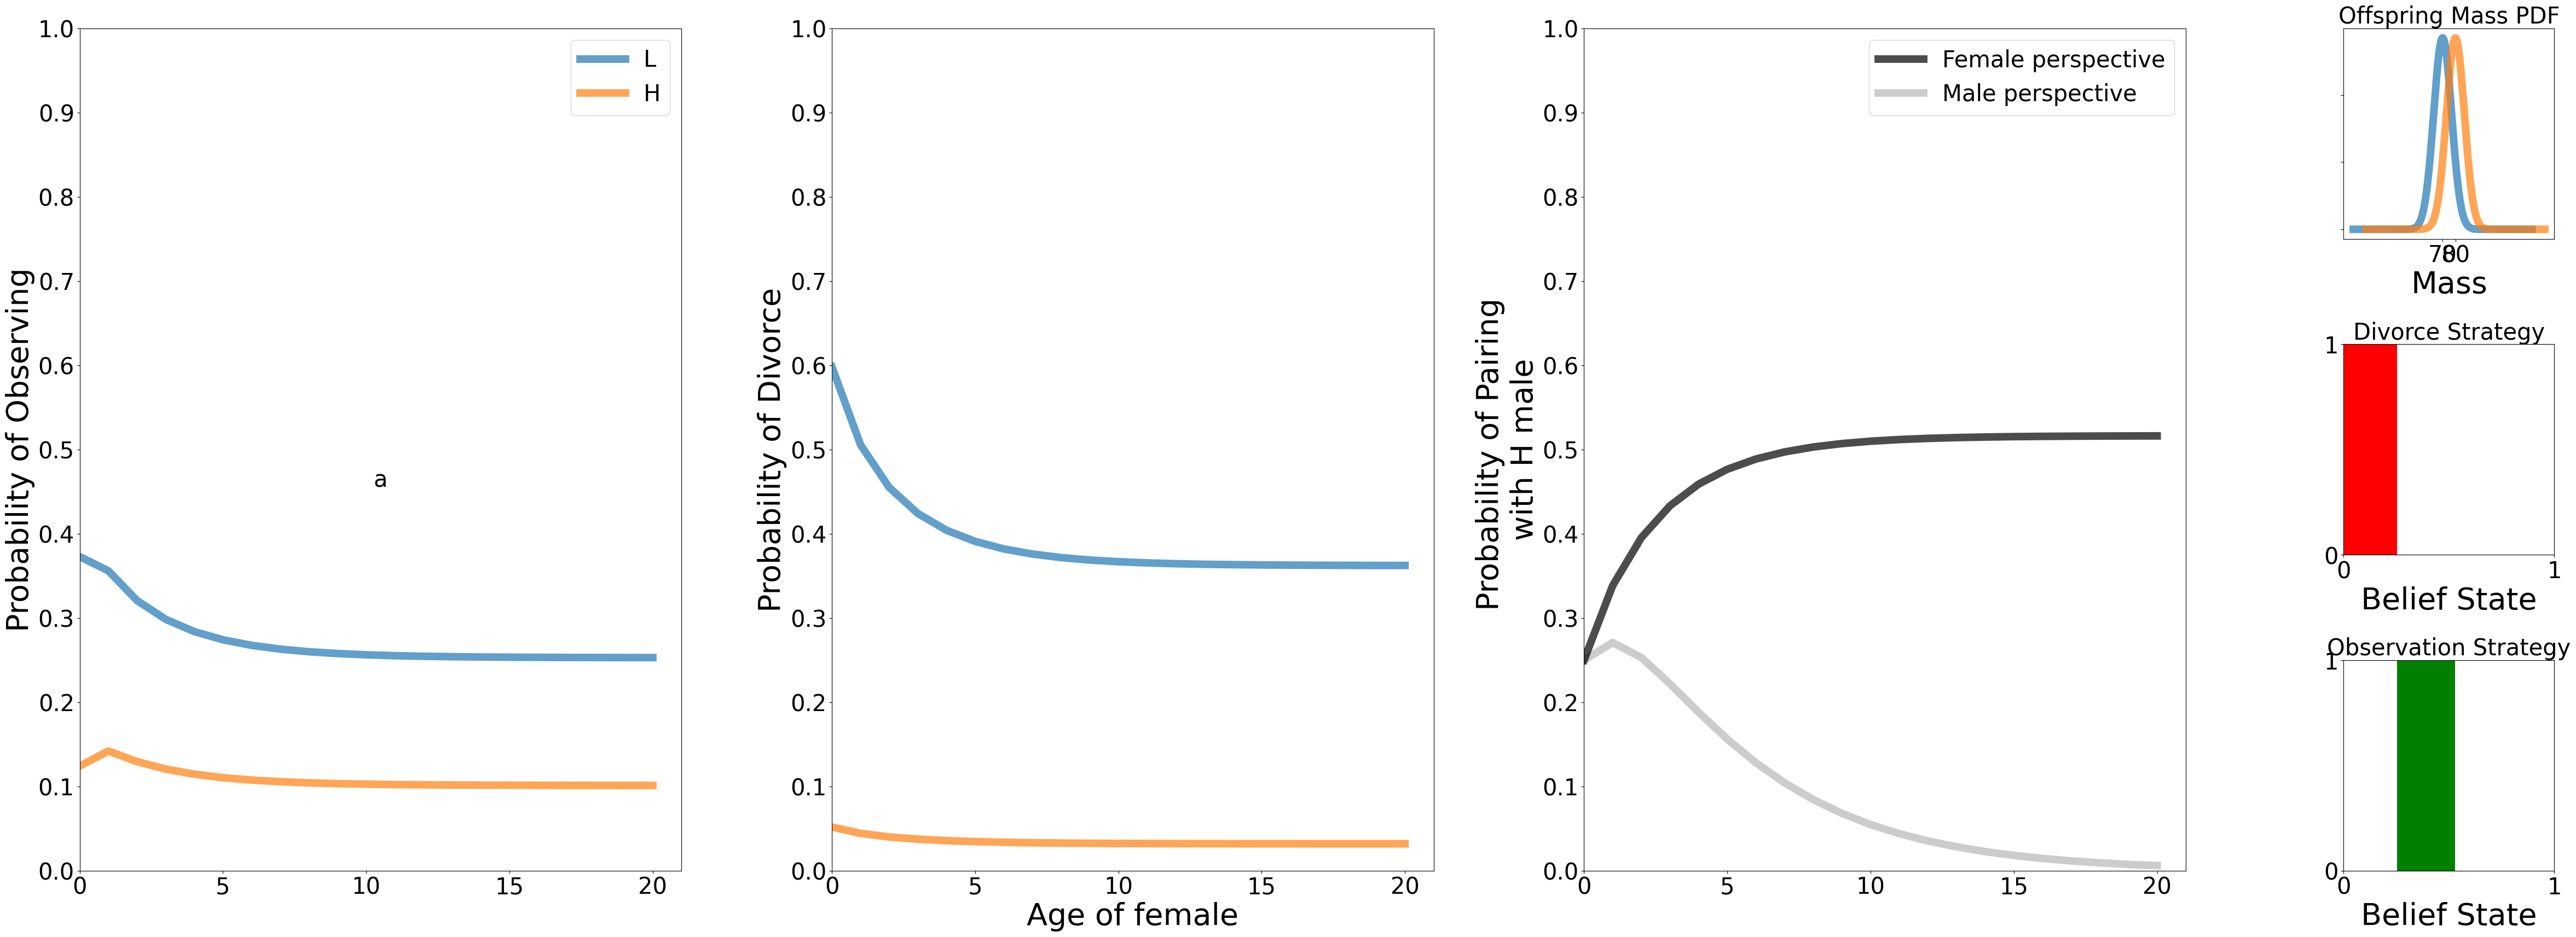 Probability of Observing
1.0
0.9
0.8
0.7
0.6
0.5
0.4
0.3
0.2
0.1
0.0
0 5 10 15 20
L
H
a
Probability of Divorce
1.0
0.9
0.8
0.7
0.6
0.5
0.4
0.3
0.2
0.1
0.0
0 5 10 15 20
Age of female
Probability of Pairing
with H male
1.0
0.9
0.8
0.7
0.6
0.5
0.4
0.3
0.2
0.1
0.0
0 5 10 15 20
Female perspective
Male perspective
Offspring Mass PDF
Mass
Divorce Strategy
1
0
0 1
Belief State
Observation Strategy
1
0
0 1
Belief State